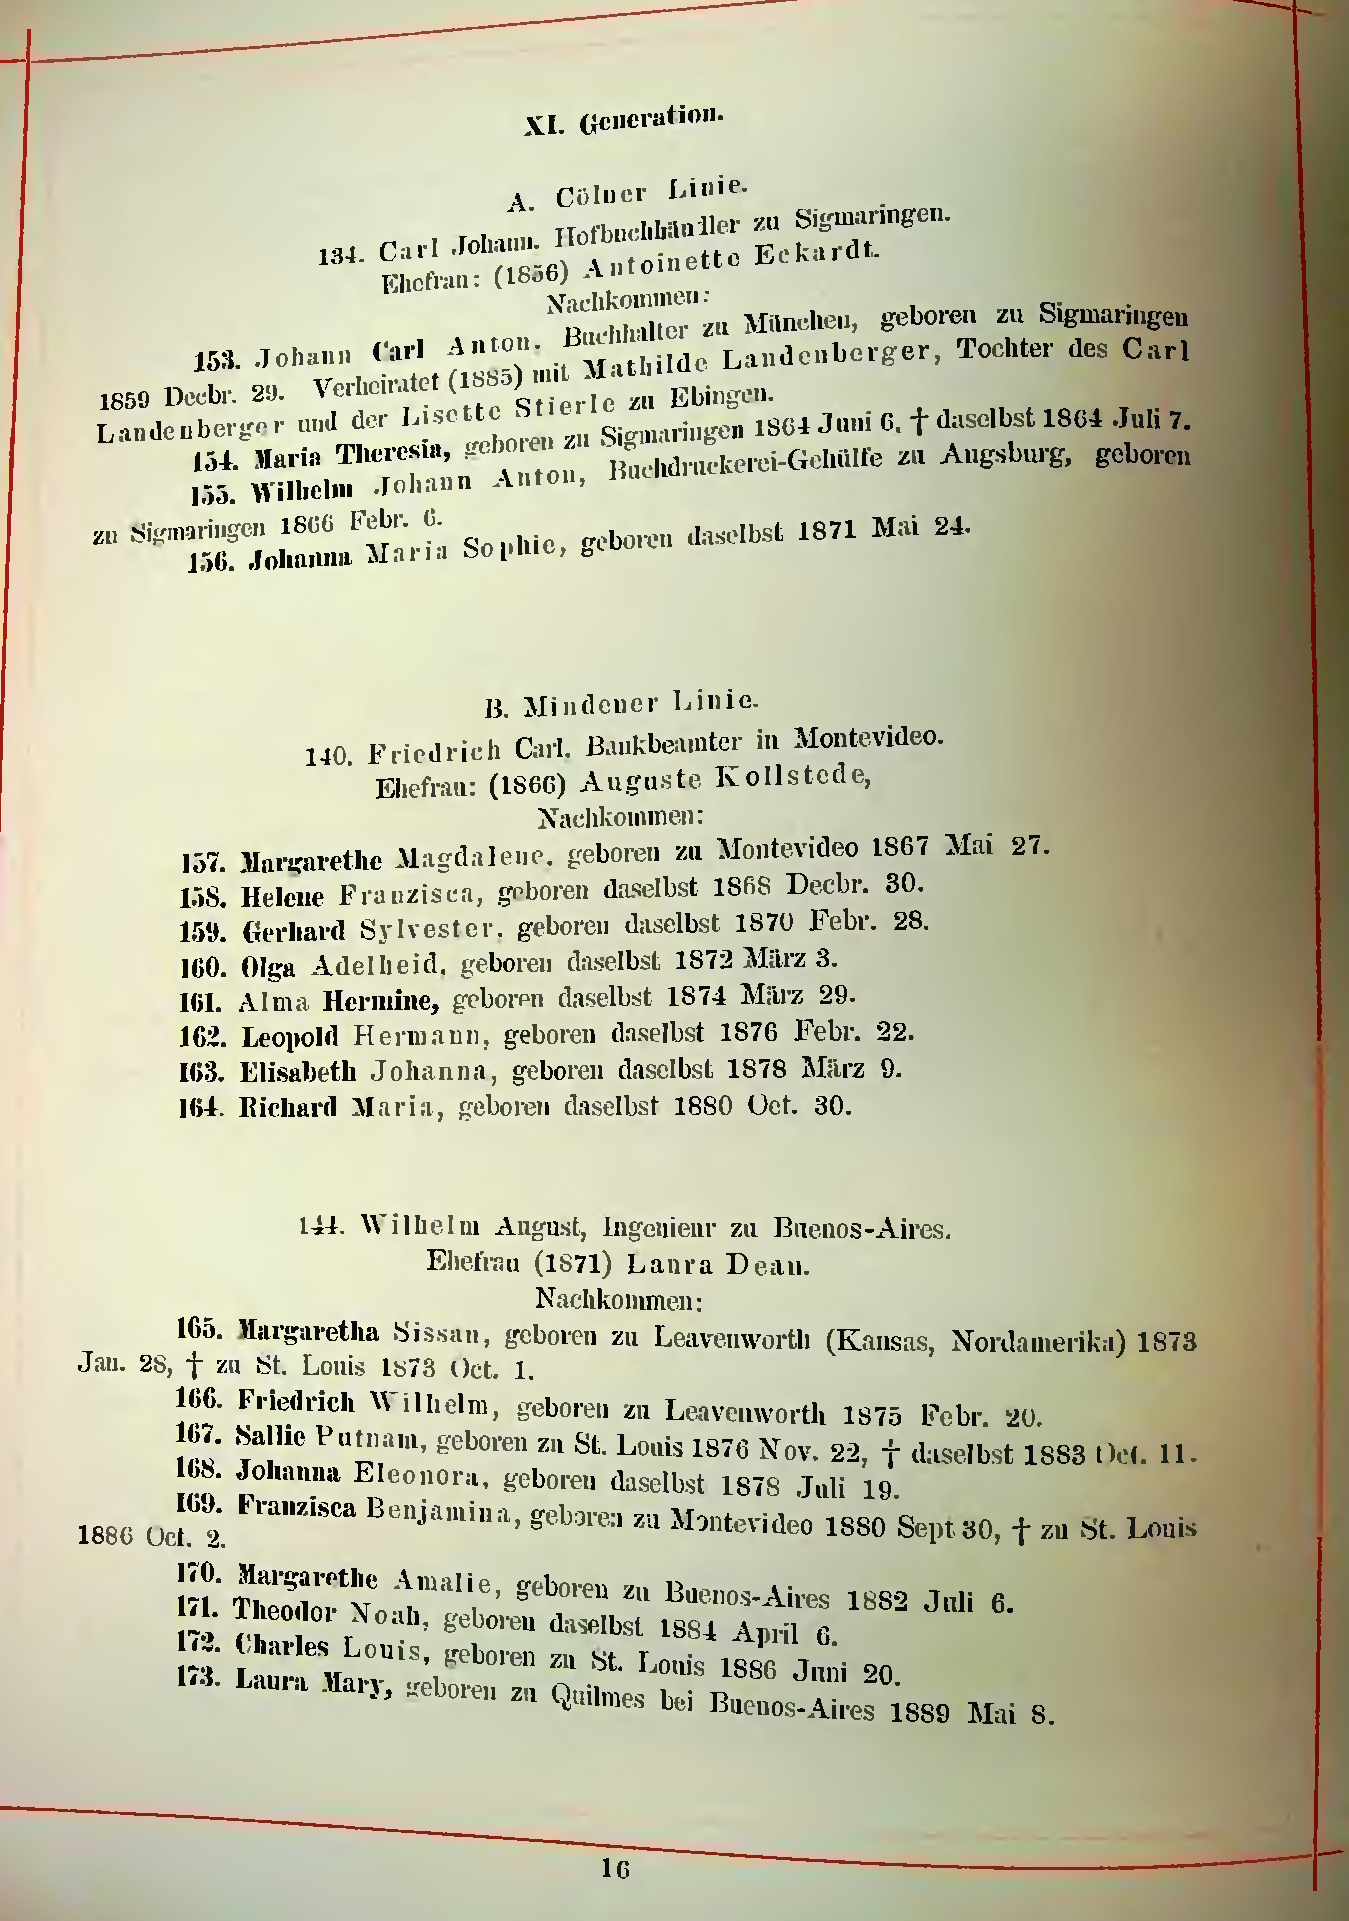 XI. Generation.
A. Cölner Linie.
134. Carl Johann. Hofbuchhändler zu Sigmaringen.
Ehefrau: (1856) Antoinette Eckardt.
Nachkommen:
153. Johann Carl Anton. Buchhalter zu München, geboren zu Sigmaringen
1859 Decbr. 29. Verheiratet (1885) mit Mathilde Landenberger, Tochter des Carl
Landenberger und der Lisette Stierle zu Ebingen.
154. Maria Theresia, geboren zu Sigmaringen 1864 Juni 6. † daselbst 1864 Juli 7.
155. Wilhelm Johann Anton, Buchdruckerei-Gehülfe zu Augsburg, geboren
zu Sigmaringen 1866 Febr. 6.
156. Johanna Maria Sophie, geboren daselbst 1871 Mai 24.
B. Mindener Linie.
140. Friedrich Carl. Bankbeamter in Montevideo.
Ehefrau: (1866) Auguste Kollstede,
Nachkommen:
157. Margarethe Magdalene. geboren zu Montevideo 1867 Mai 27.
158. Helene Franzisca, geboren daselbst 1868 Decbr. 30.
159. Gerhard Sylvester. geboren daselbst 1870 Febr. 28.
160. Olga Adelheid. geboren daselbst 1872 März 3.
161. Alma Hermine, geboren daselbst 1874 März 29.
162. Leopold Hermann, geboren daselbst 1876 Febr. 22.
163. Elisabeth Johanna, geboren daselbst 1878 März 9.
164. Richard Maria, geboren daselbst 1880 Oct. 30.
144. Wilhelm August, Ingenieur zu Buenos-Aires.
Ehefrau (1871) Laura Dean.
Nachkommen:
165. Margaretha Sissan, geboren zu Leavenworth (Kansas, Nordamerika) 1873
Jan. 28, † zu St. Louis 1873 Oct. 1.
166. Friedrich Wilhelm, geboren zu Leavenworth 1875 Febr. 20.
167. Sallie Putnam, geboren zu St. Louis 1876 Nov. 22, † daselbst 1883 Oct. 11.
168. Johanna Eleonora, geboren daselbst 1878 Juli 19.
169. Franzisca Benjamina, geboren zu Montevideo 1880 Sept 30, † zu St. Louis
1886 Oct. 2.
170. Margarethe Amalie, geboren zu Buenos-Aires 1882 Juli 6.
171. Theodor Noah, geboren daselbst 1884 April 6.
172. Charles Louis, geboren zu St. Louis 1886 Juni 20.
173. Laura Mary, geboren zu Quilmes bei Buenos-Aires 1889 Mai 8.
16